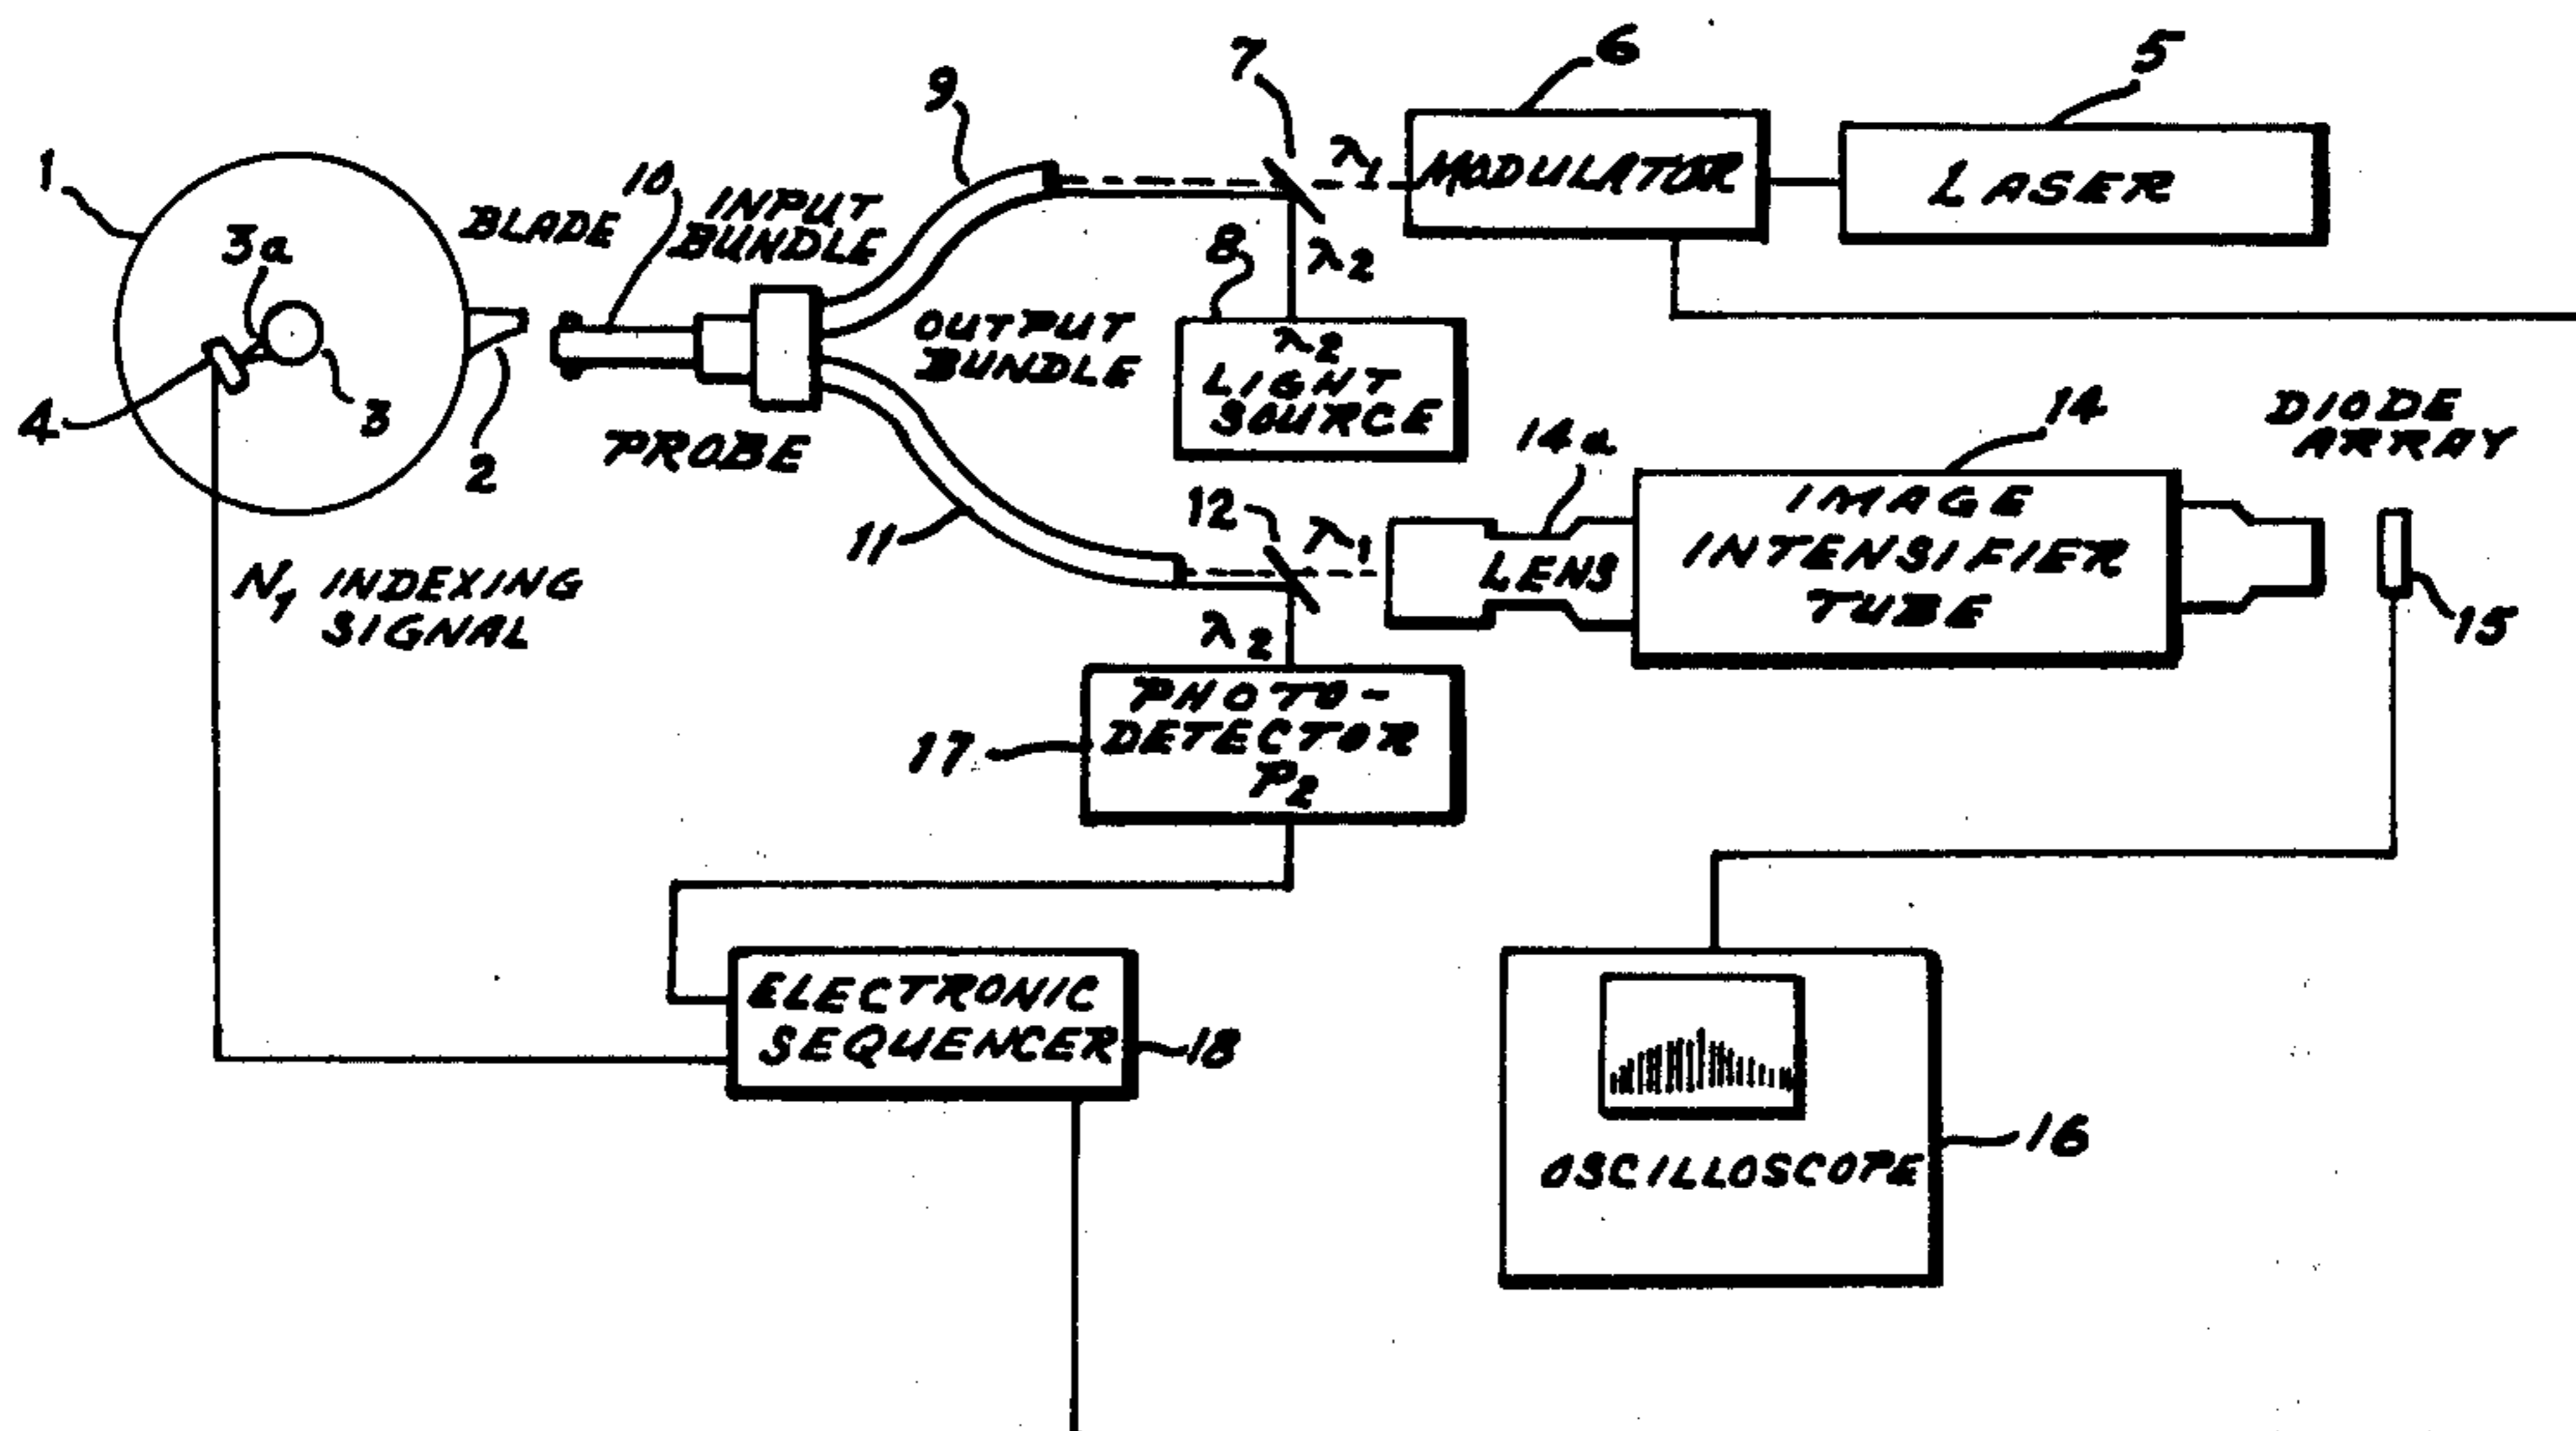 5
6
7
9
1
10
BLADE
INPUT
BUNDLE
λ1
MODULATOR
LASER
3a
8
λ2
OUTPUT
BUNDLE
λ2
LIGHT
SOURCE
4
3
2
PROBE
14a
14
DIODE
ARRAY
11
12
λ1
LENS
IMAGE
INTENSIFIER
TUBE
15
N1 INDEXING
SIGNAL
λ2
17
PHOTO-
DETECTOR
P2
ELECTRONIC
SEQUENCER
18
16
OSCILLOSCOPE